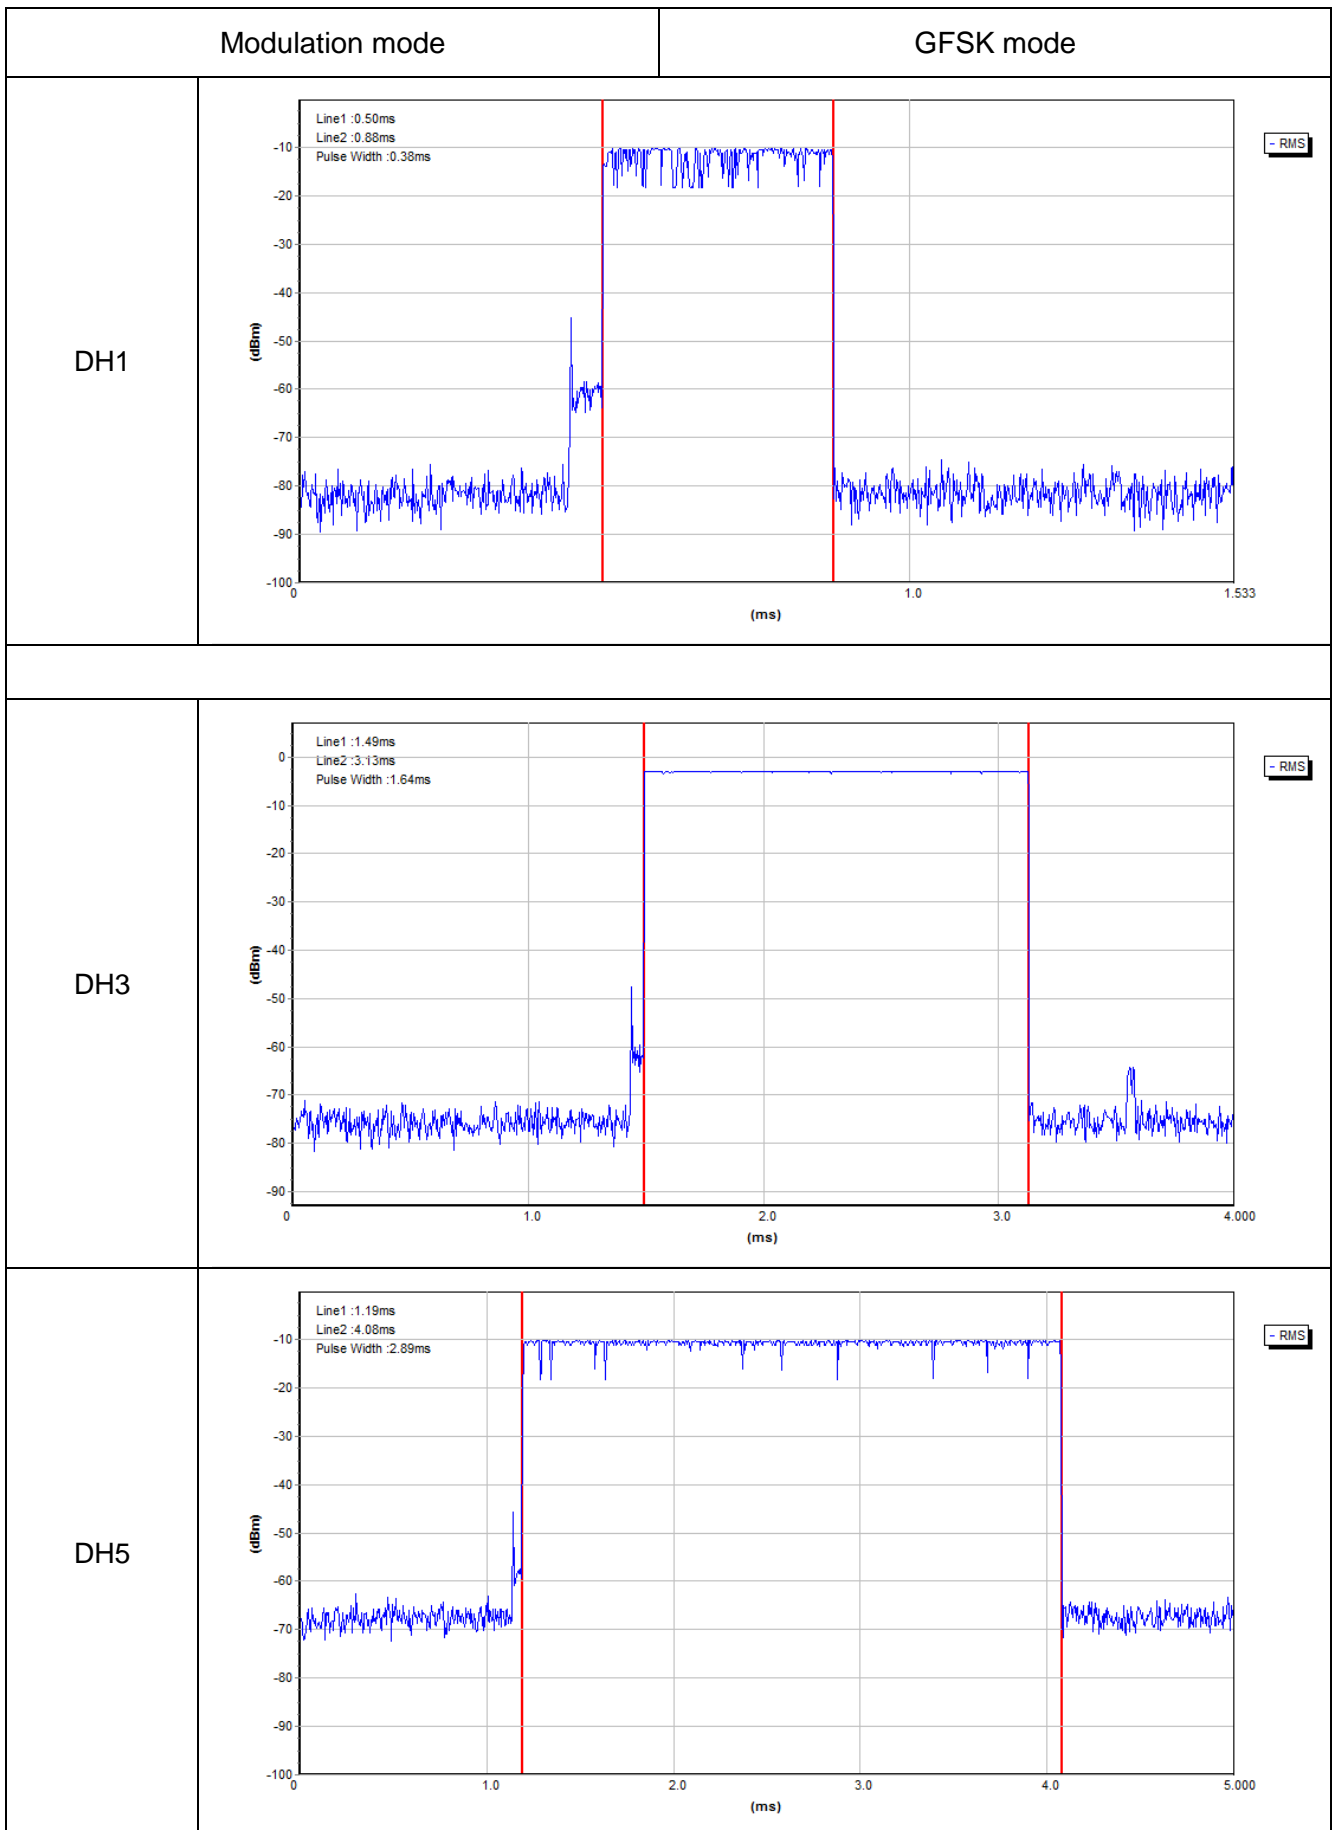 Modulation mode
GFSK mode
DH1
Line1 :0.50ms
Line2 :0.88ms
Pulse Width :0.38ms
- RMS
-10
-20
-30
-40
-50
-60
-70
-80
-90
-100
(dBm)
0
1.0
1.533
(ms)
DH3
Line1 :1.49ms
Line2 :3.13ms
Pulse Width :1.64ms
- RMS
0
-10
-20
-30
-40
-50
-60
-70
-80
-90
(dBm)
0
1.0
2.0
3.0
4.000
(ms)
DH5
Line1 :1.19ms
Line2 :4.08ms
Pulse Width :2.89ms
- RMS
-10
-20
-30
-40
-50
-60
-70
-80
-90
-100
(dBm)
0
1.0
2.0
3.0
4.0
5.000
(ms)